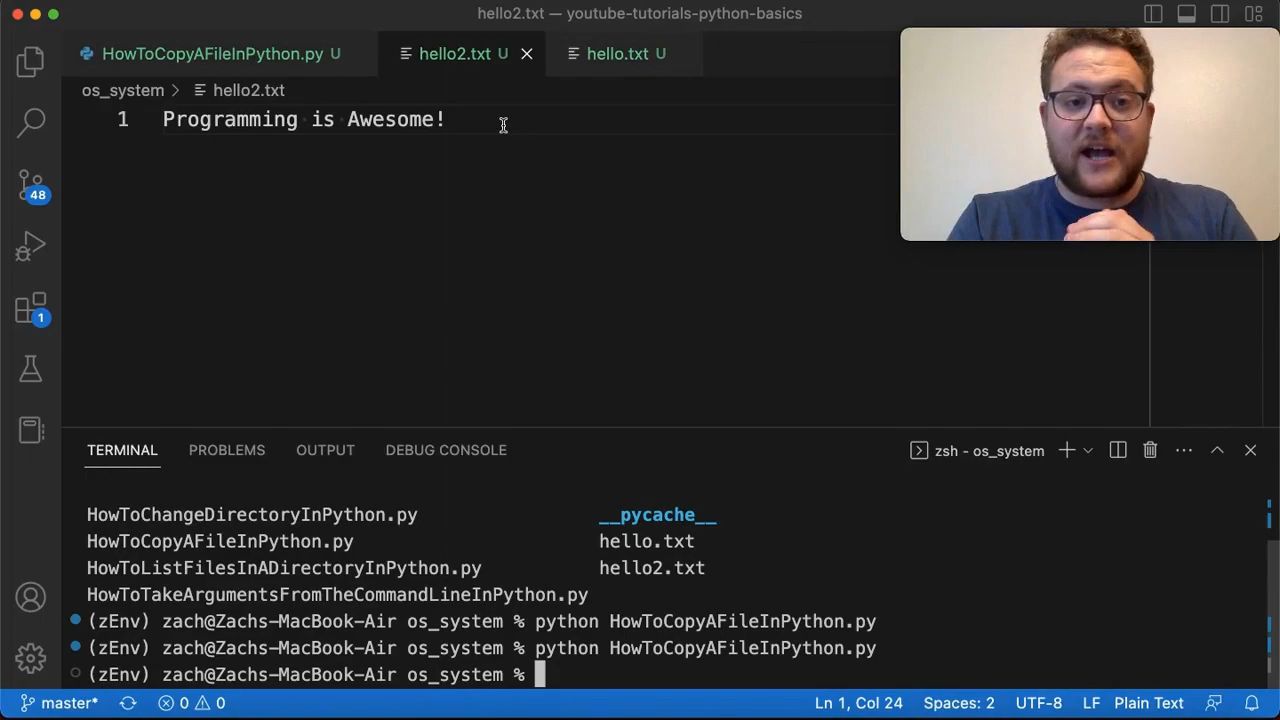 hello2.txt — youtube-tutorials-python-basics
HowToCopyAFileInPython.py U
hello2.txt U
hello.txt U
os_system > hello2.txt
1 Programming is Awesome!
48
1
TERMINAL PROBLEMS OUTPUT DEBUG CONSOLE
zsh - os_system
HowToChangeDirectoryInPython.py __pycache__
HowToCopyAFileInPython.py hello.txt
HowToListFilesInADirectoryInPython.py hello2.txt
HowToTakeArgumentsFromTheCommandLineInPython.py
(zEnv) zach@Zachs-MacBook-Air os_system % python HowToCopyAFileInPython.py
(zEnv) zach@Zachs-MacBook-Air os_system % python HowToCopyAFileInPython.py
(zEnv) zach@Zachs-MacBook-Air os_system %
master* 0 0 Ln 1, Col 24 Spaces: 2 UTF-8 LF Plain Text